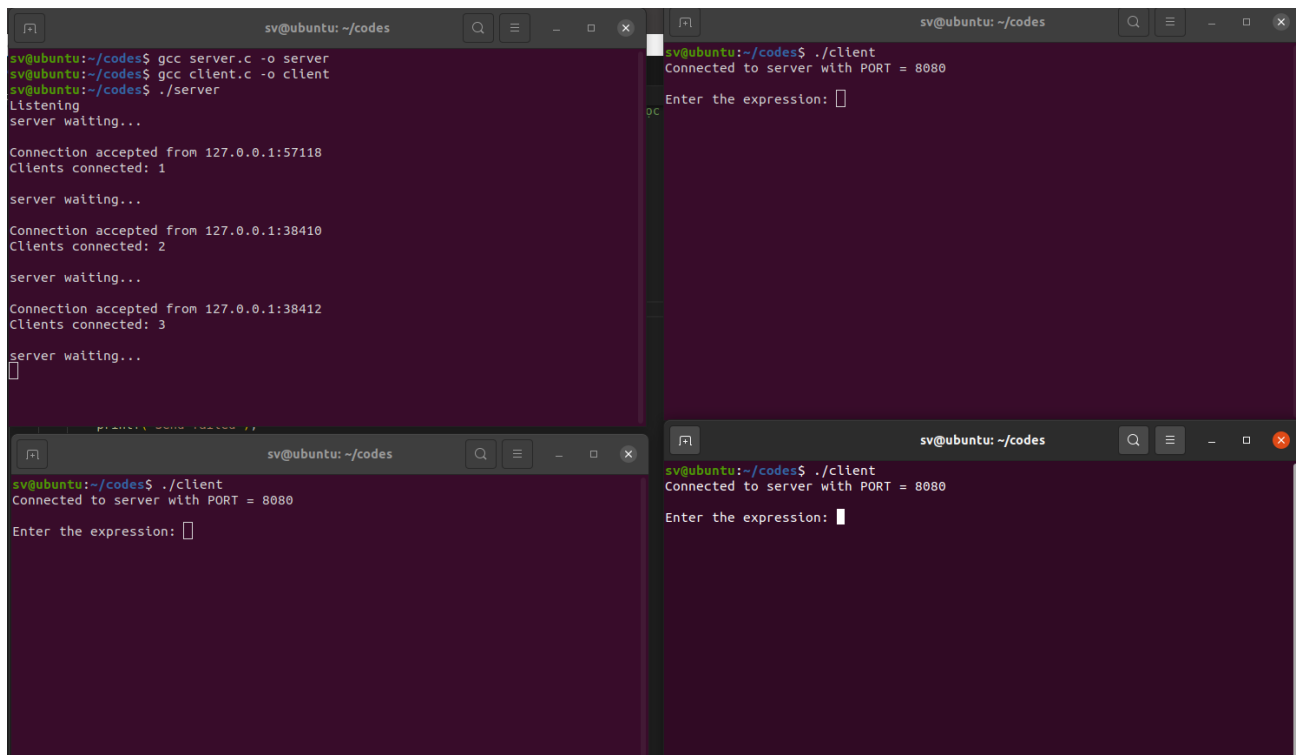 sv@ubuntu: ~/codes
sv@ubuntu:~/codes$ gcc server.c -o server
sv@ubuntu:~/codes$ gcc client.c -o client
sv@ubuntu:~/codes$ ./server
Listening
server waiting...
Connection accepted from 127.0.0.1:57118
Clients connected: 1
server waiting...
Connection accepted from 127.0.0.1:38410
Clients connected: 2
server waiting...
Connection accepted from 127.0.0.1:38412
Clients connected: 3
server waiting...
sv@ubuntu: ~/codes
sv@ubuntu:~/codes$ ./client
Connected to server with PORT = 8080
Enter the expression:
sv@ubuntu: ~/codes
sv@ubuntu:~/codes$ ./client
Connected to server with PORT = 8080
Enter the expression:
sv@ubuntu: ~/codes
sv@ubuntu:~/codes$ ./client
Connected to server with PORT = 8080
Enter the expression: